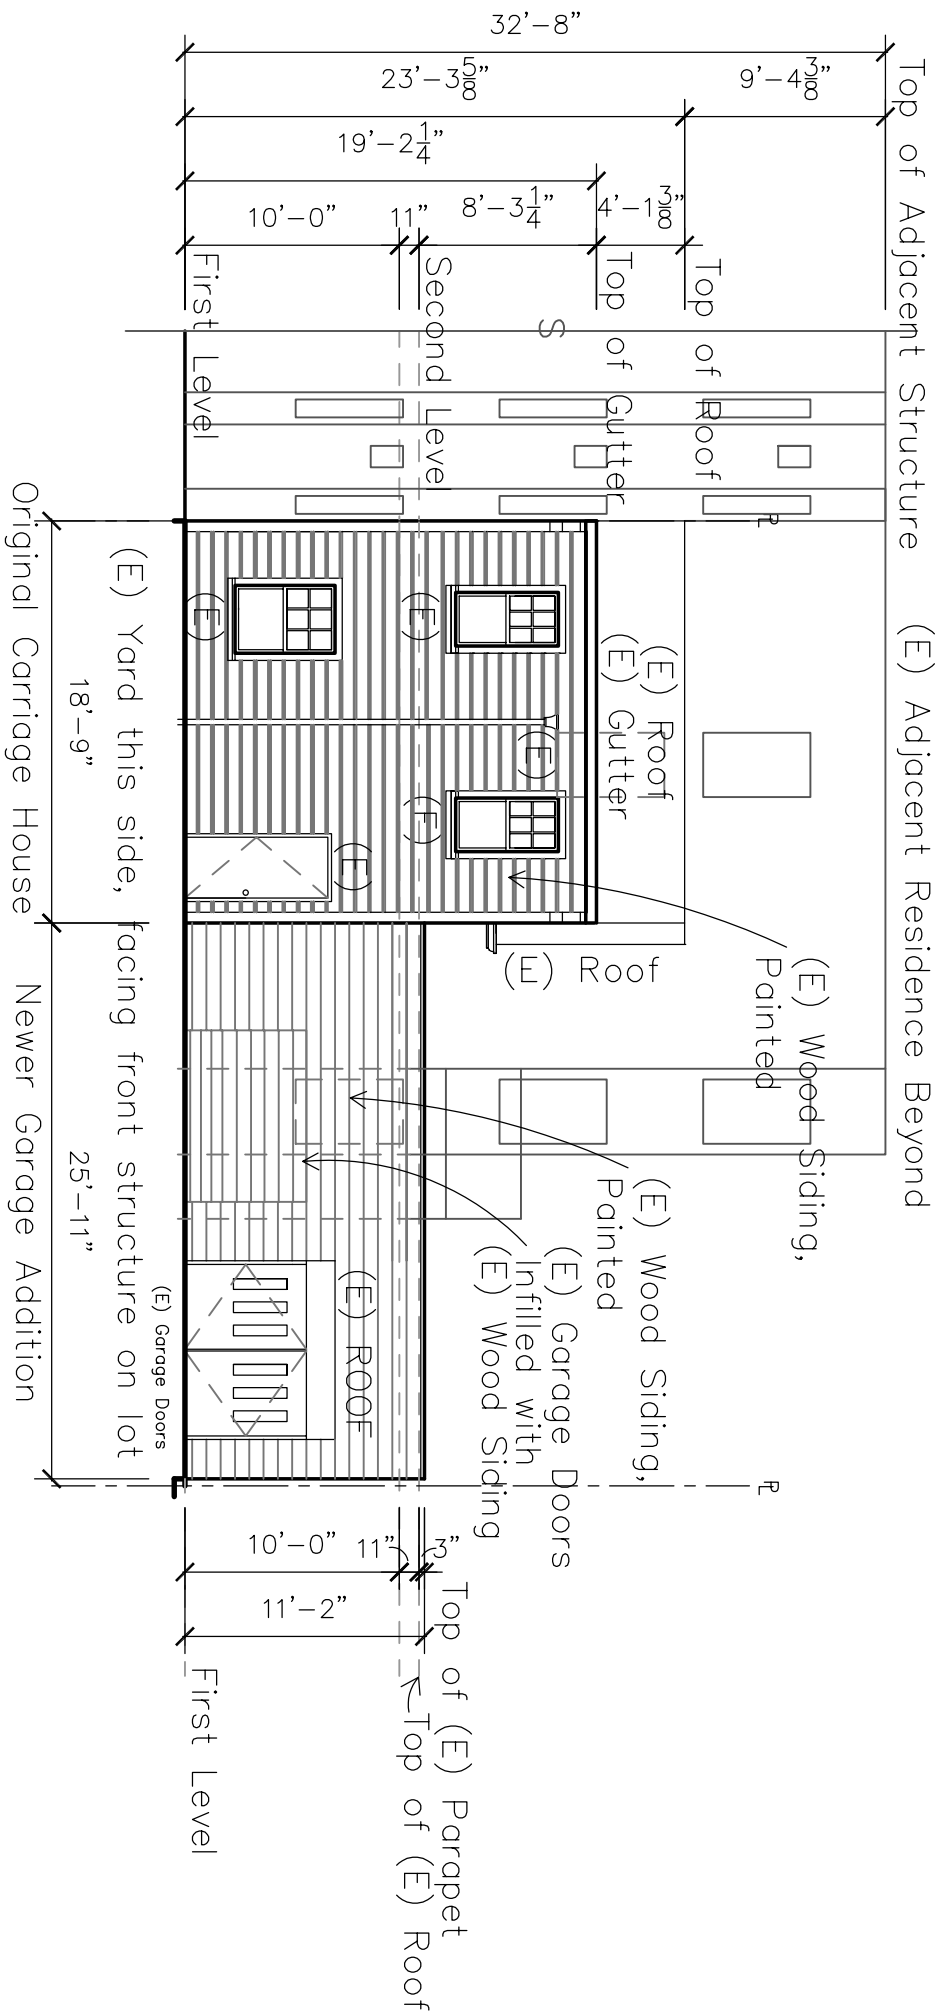 32'-8"
23'-3 5/8"
9'-4 3/8"
19'-2 1/4"
10'-0"
11"
8'-3 1/4"
4'-1 3/8"
Top of Adjacent Structure
Top of Roof
Top of Gutter
Second Level
First Level
S
PL
(E) Adjacent Residence Beyond
(E) Roof
(E) Gutter
(E)
(E)
(E)
(E)
(E)
(E) Roof
(E) Wood Siding,
Painted
(E) Wood Siding,
Painted
(E) Garage Doors
Infilled with
(E) Wood Siding
(E) ROOF
(E) Garage Doors
PL
(E) Yard this side, facing front structure on lot
18'-9"
25'-11"
Original Carriage House
Newer Garage Addition
10'-0"
11"
3"
11'-2"
Top of (E) Parapet
Top of (E) Roof
First Level